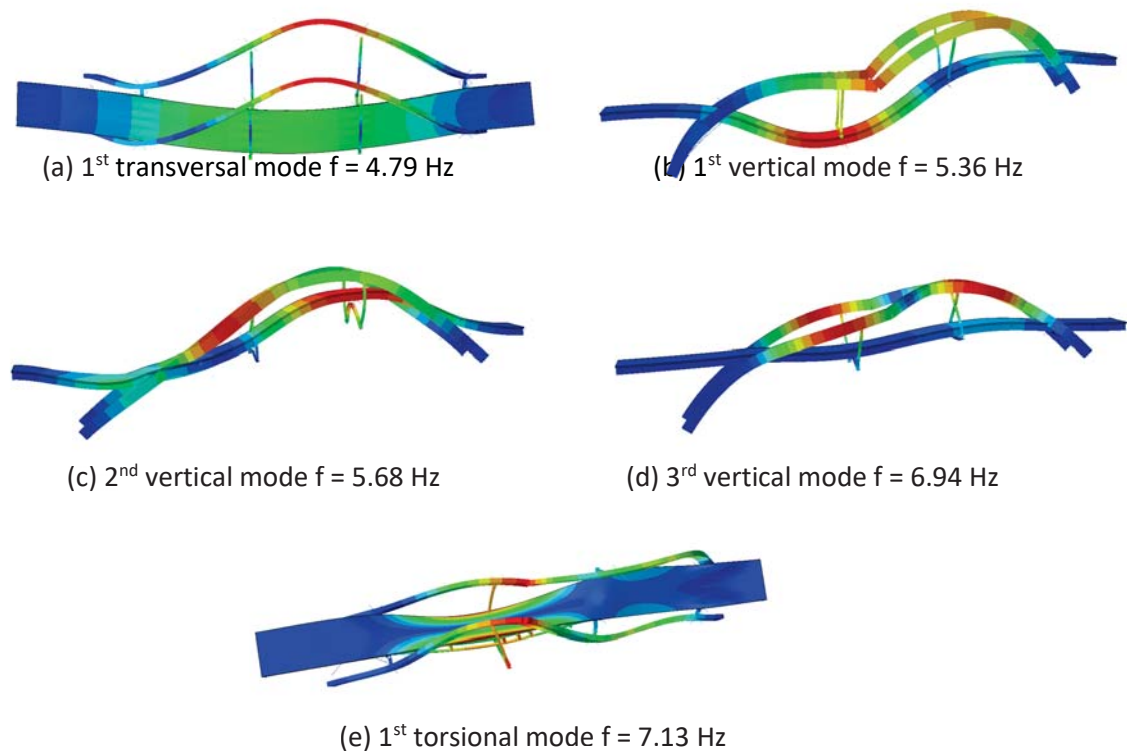 (a) 1st transversal mode f = 4.79 Hz
(b) 1st vertical mode f = 5.36 Hz
(c) 2nd vertical mode f = 5.68 Hz
(d) 3rd vertical mode f = 6.94 Hz
(e) 1st torsional mode f = 7.13 Hz